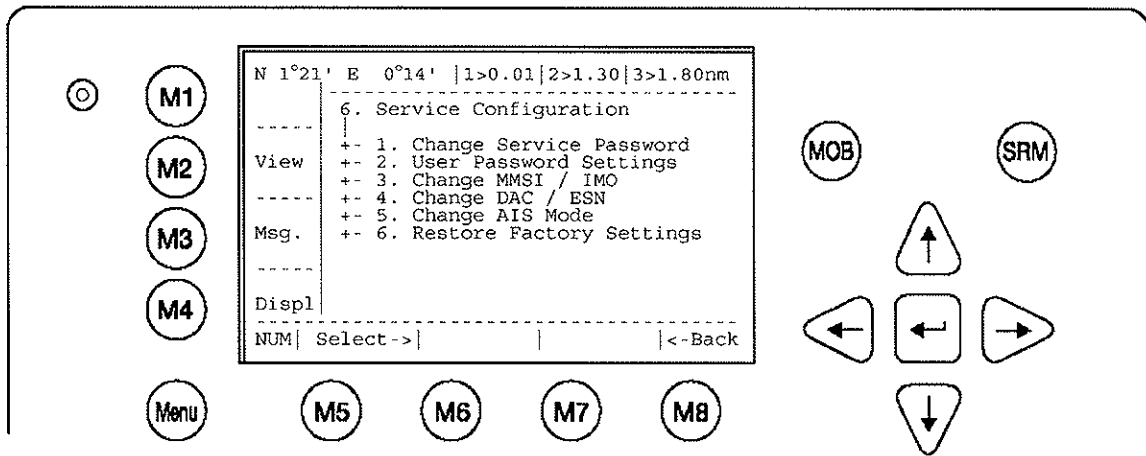 N 1°21' E 0°14' |1>0.01|2>1.30|3>1.80nm
6. Service Configuration
+- 1. Change Service Password
+- 2. User Password Settings
+- 3. Change MMSI / IMO
+- 4. Change DAC / ESN
+- 5. Change AIS Mode
+- 6. Restore Factory Settings
View
Msg.
Displ
NUM| Select->| | |<-Back
M1
M2
M3
M4
Menu
M5
M6
M7
M8
MOB
SRM